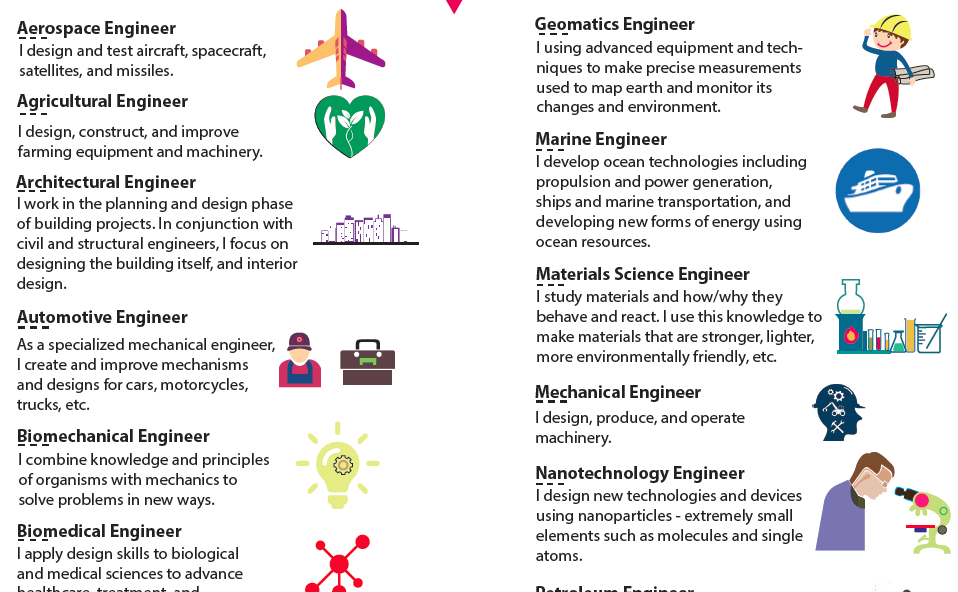 Aerospace Engineer
I design and test aircraft, spacecraft,
satellites, and missiles.
Agricultural Engineer
I design, construct, and improve
farming equipment and machinery.
Architectural Engineer
I work in the planning and design phase
of building projects. In conjunction with
civil and structural engineers, I focus on
designing the building itself, and interior
design.
Automotive Engineer
As a specialized mechanical engineer,
I create and improve mechanisms
and designs for cars, motorcycles,
trucks, etc.
Biomechanical Engineer
I combine knowledge and principles
of organisms with mechanics to
solve problems in new ways.
Biomedical Engineer
I apply design skills to biological
and medical sciences to advance
healthcare, treatment, and
Geomatics Engineer
I using advanced equipment and tech-
niques to make precise measurements
used to map earth and monitor its
changes and environment.
Marine Engineer
I develop ocean technologies including
propulsion and power generation,
ships and marine transportation, and
developing new forms of energy using
ocean resources.
Materials Science Engineer
I study materials and how/why they
behave and react. I use this knowledge to
make materials that are stronger, lighter,
more environmentally friendly, etc.
Mechanical Engineer
I design, produce, and operate
machinery.
Nanotechnology Engineer
I design new technologies and devices
using nanoparticles - extremely small
elements such as molecules and single
atoms.
Petroleum Engineer